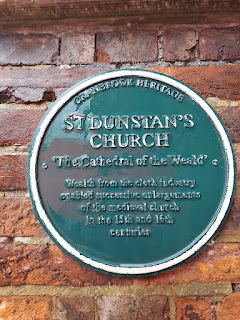 CRANBROOK HERITAGE
ST DUNSTAN'S
CHURCH
'The Cathedral of the Weald'
Wealth from the cloth industry
enabled successive enlargements
of the medieval church
in the 15th and 16th
centuries